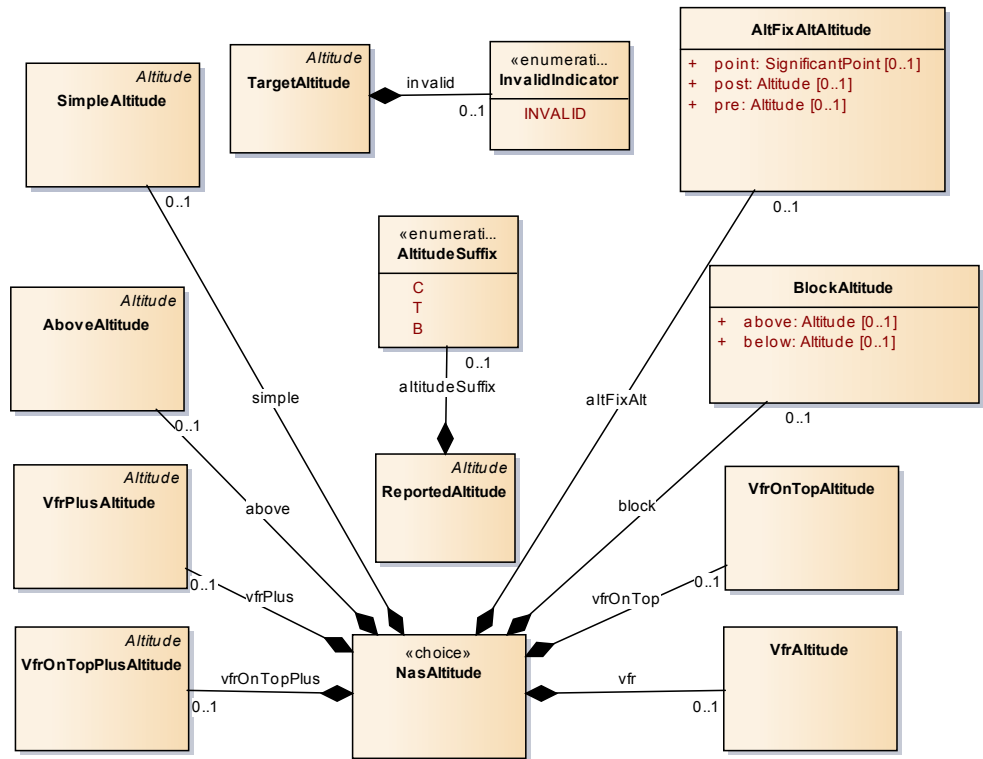 AltFixAltAltitude
+ point: SignificantPoint [0..1]
+ post: Altitude [0..1]
+ pre: Altitude [0..1]
0..1
Altitude
TargetAltitude
invalid
0..1
«enumerati...
InvalidIndicator
INVALID
Altitude
SimpleAltitude
0..1
«enumerati...
AltitudeSuffix
C
T
B
0..1
altitudeSuffix
BlockAltitude
+ above: Altitude [0..1]
+ below: Altitude [0..1]
0..1
Altitude
AboveAltitude
0..1
simple
altFixAlt
Altitude
ReportedAltitude
Altitude
VfrPlusAltitude
0..1
above
block
VfrOnTopAltitude
0..1
vfrPlus
vfrOnTop
Altitude
VfrOnTopPlusAltitude
vfrOnTopPlus
0..1
«choice»
NasAltitude
vfr
0..1
VfrAltitude